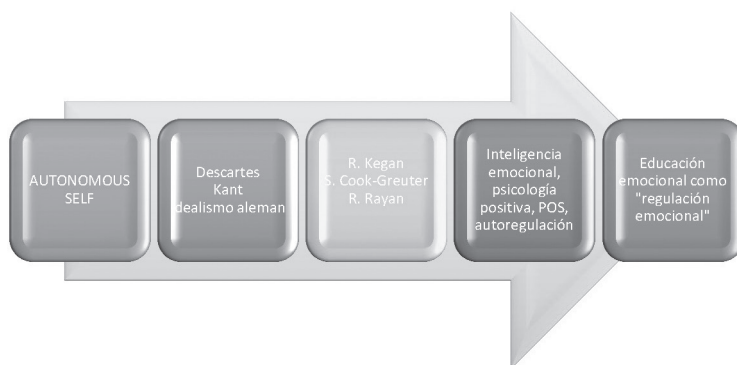 AUTONOMOUS
SELF
Descartes
Kant
dealismo aleman
R. Kegan
S. Cook-Greuter
R. Rayan
Inteligencia
emocional,
psicología
positiva, POS,
autoregulación
Educación
emocional como
"regulación
emocional"